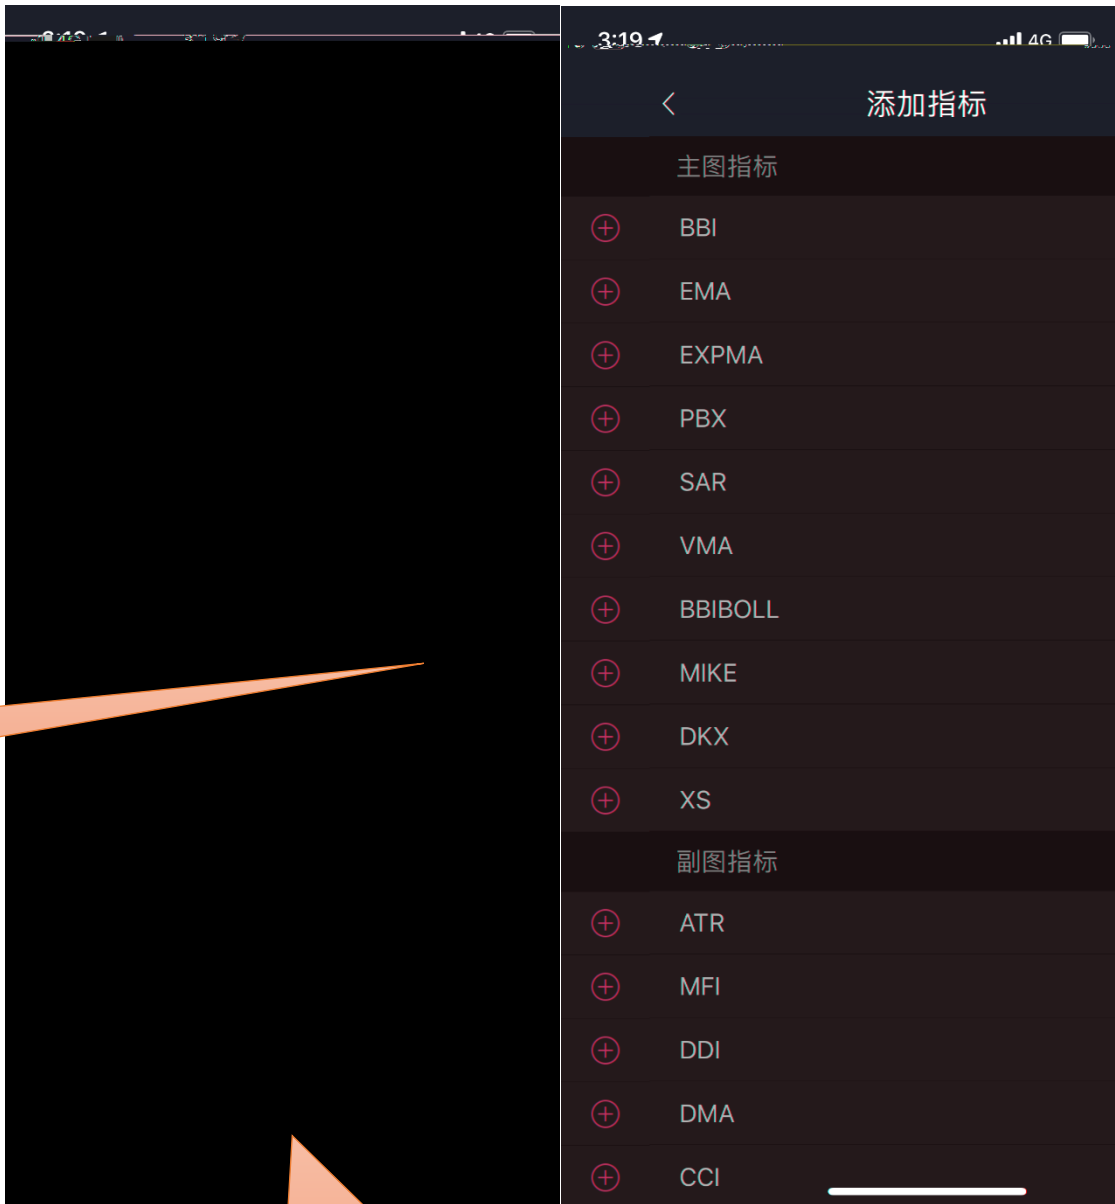 3:19
4G
添加指标
主图指标
BBI
EMA
EXPMA
PBX
SAR
VMA
BBIBOLL
MIKE
DKX
XS
副图指标
ATR
MFI
DDI
DMA
CCI